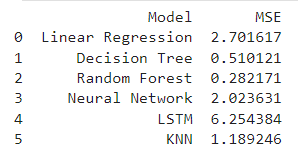 Model MSE
0 Linear Regression 2.701617
1 Decision Tree 0.510121
2 Random Forest 0.282171
3 Neural Network 2.023631
4 LSTM 6.254384
5 KNN 1.189246